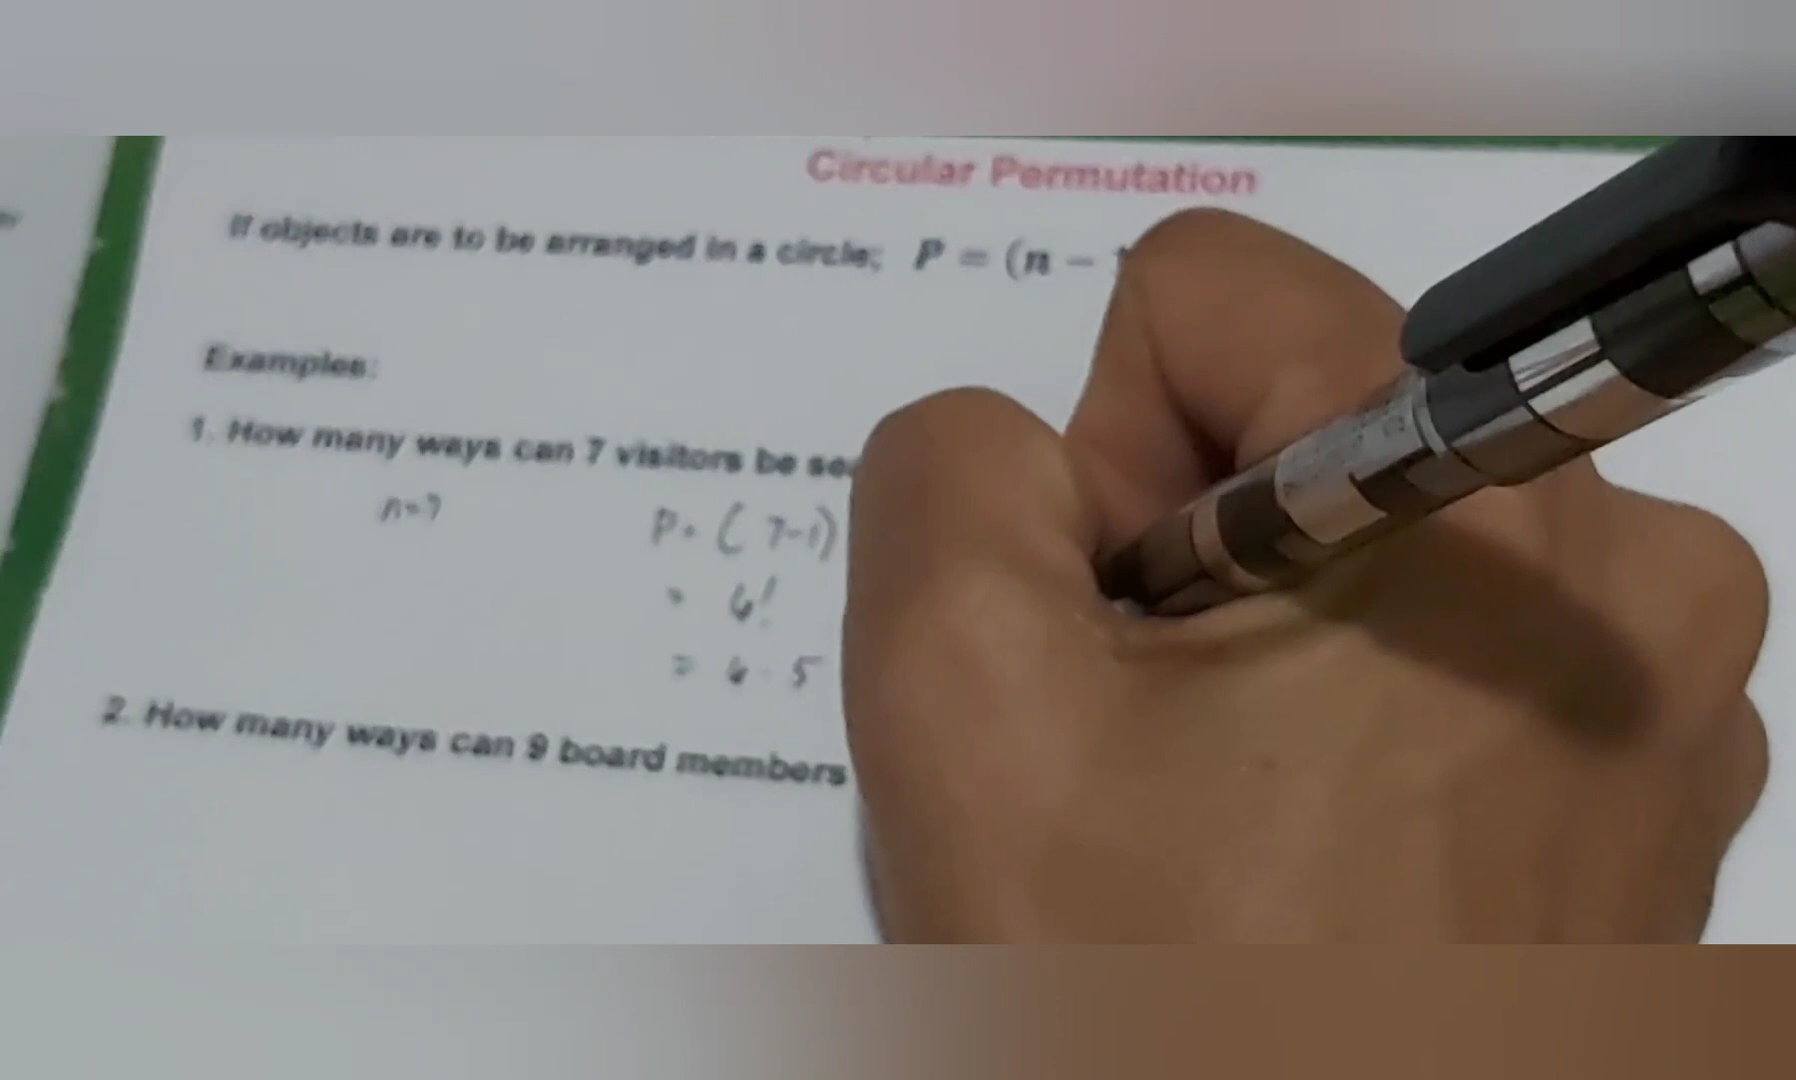 Circular Permutation
If objects are to be arranged in a circle; P = (n −
Examples:
1. How many ways can 7 visitors be
n=7
P= ( 7-1)
= 6!
= 6 · 5
2. How many ways can 9 board members